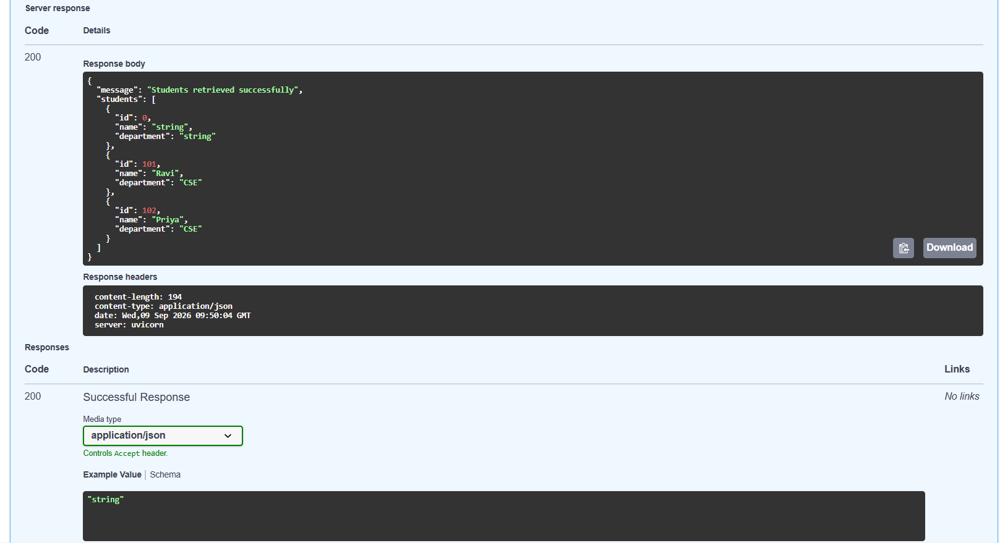 Server response
Code Details
200
Response body
{
  "message": "Students retrieved successfully",
  "students": [
    {
      "id": 0,
      "name": "string",
      "department": "string"
    },
    {
      "id": 101,
      "name": "Ravi",
      "department": "CSE"
    },
    {
      "id": 102,
      "name": "Priya",
      "department": "CSE"
    }
  ]
}
Download
Response headers
content-length: 194
content-type: application/json
date: Wed,09 Sep 2026 09:50:04 GMT
server: uvicorn
Responses
Code Description Links
200 Successful Response No links
Media type
application/json
Controls Accept header.
Example Value | Schema
"string"